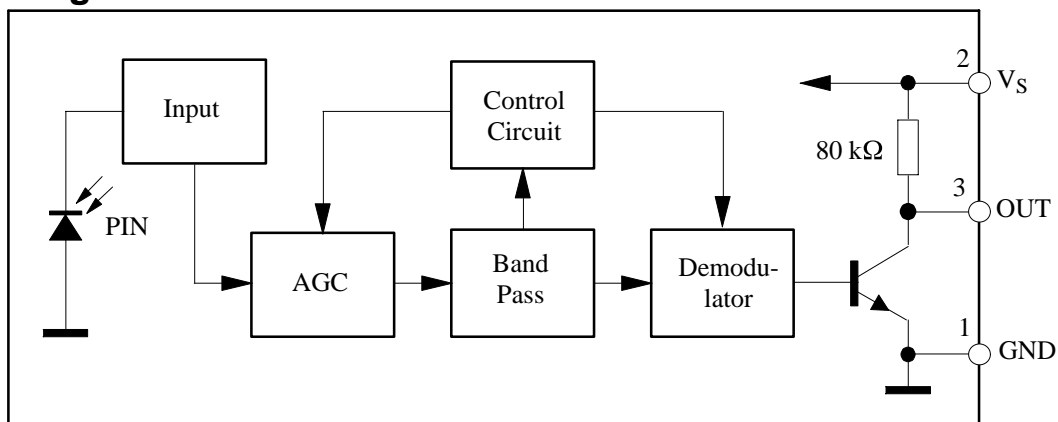 Input
PIN
AGC
Control
Circuit
Band
Pass
Demodu-
lator
80 kΩ
2
VS
3
OUT
1
GND